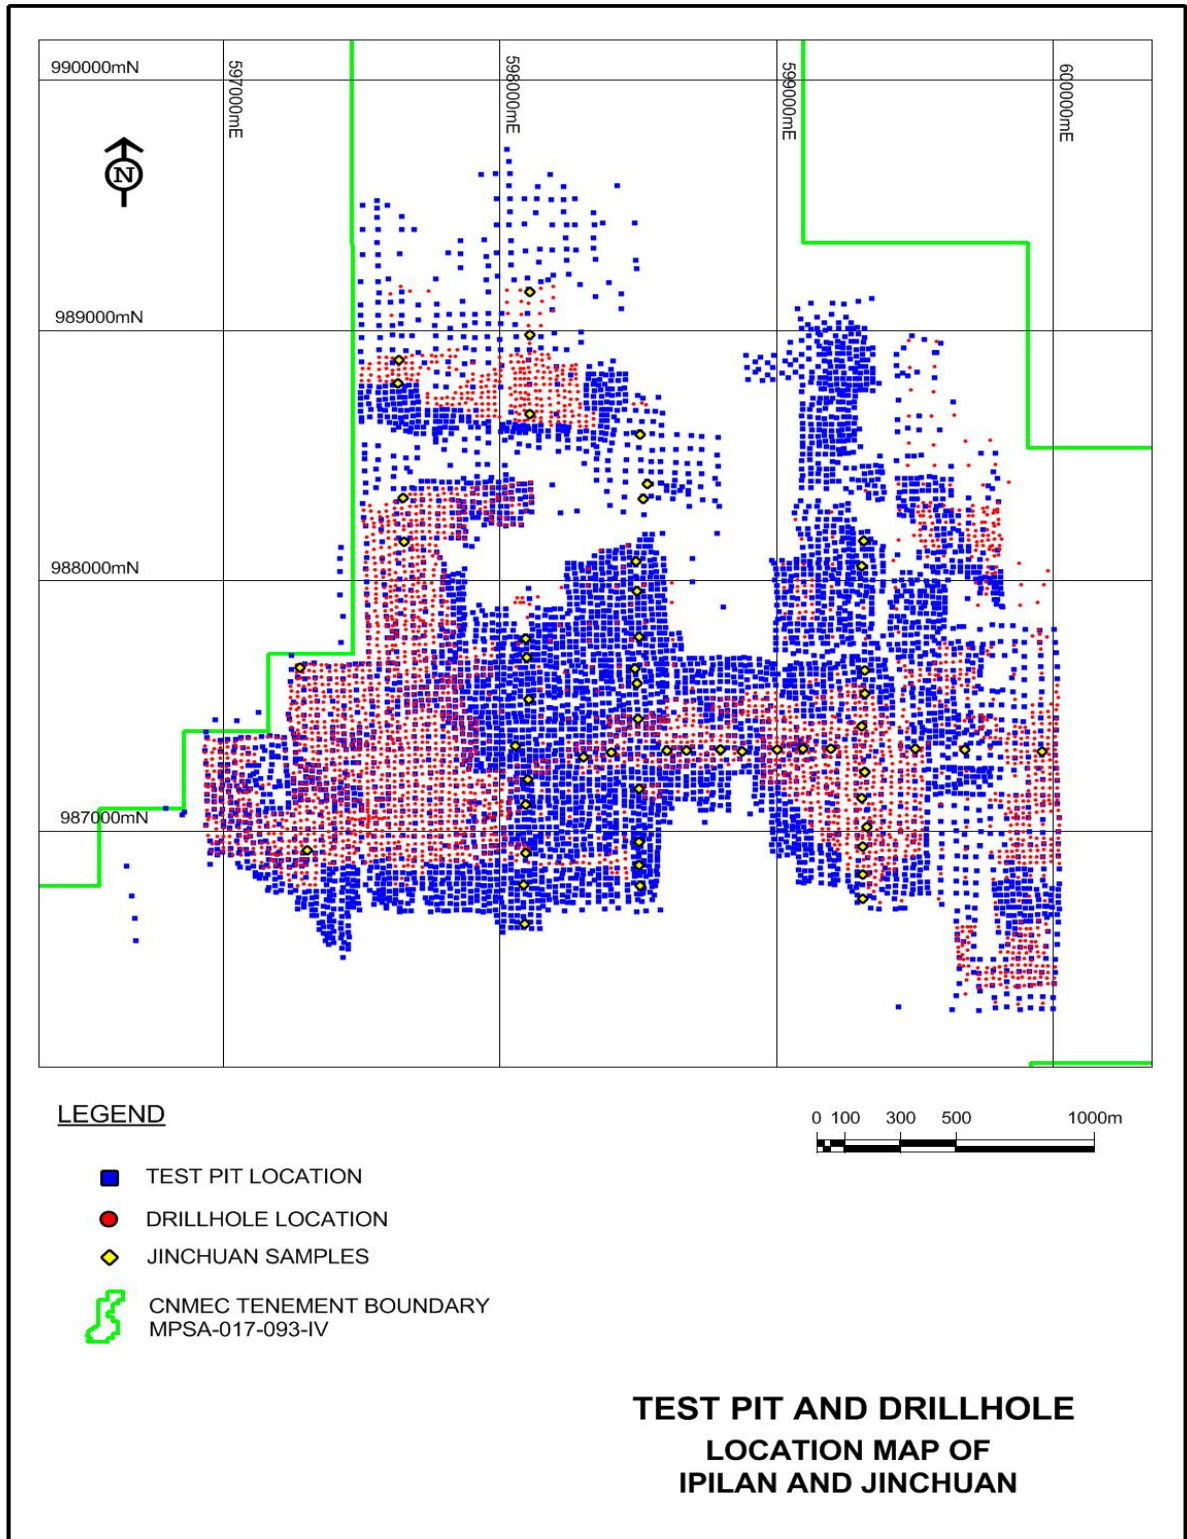 990000mN
597000mE
598000mE
599000mE
600000mE
N
989000mN
988000mN
987000mN
LEGEND
0 100 300 500 1000m
TEST PIT LOCATION
DRILLHOLE LOCATION
JINCHUAN SAMPLES
CNMEC TENEMENT BOUNDARY
MPSA-017-093-IV
TEST PIT AND DRILLHOLE
LOCATION MAP OF
IPILAN AND JINCHUAN